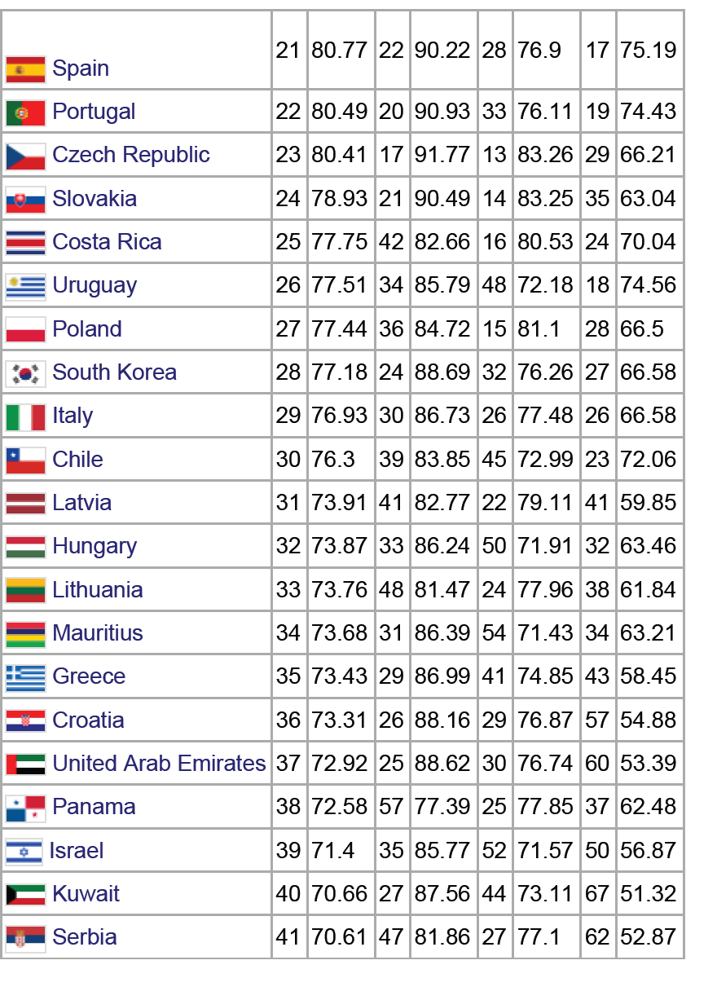 Spain 21 80.77 22 90.22 28 76.9 17 75.19
Portugal 22 80.49 20 90.93 33 76.11 19 74.43
Czech Republic 23 80.41 17 91.77 13 83.26 29 66.21
Slovakia 24 78.93 21 90.49 14 83.25 35 63.04
Costa Rica 25 77.75 42 82.66 16 80.53 24 70.04
Uruguay 26 77.51 34 85.79 48 72.18 18 74.56
Poland 27 77.44 36 84.72 15 81.1 28 66.5
South Korea 28 77.18 24 88.69 32 76.26 27 66.58
Italy 29 76.93 30 86.73 26 77.48 26 66.58
Chile 30 76.3 39 83.85 45 72.99 23 72.06
Latvia 31 73.91 41 82.77 22 79.11 41 59.85
Hungary 32 73.87 33 86.24 50 71.91 32 63.46
Lithuania 33 73.76 48 81.47 24 77.96 38 61.84
Mauritius 34 73.68 31 86.39 54 71.43 34 63.21
Greece 35 73.43 29 86.99 41 74.85 43 58.45
Croatia 36 73.31 26 88.16 29 76.87 57 54.88
United Arab Emirates 37 72.92 25 88.62 30 76.74 60 53.39
Panama 38 72.58 57 77.39 25 77.85 37 62.48
Israel 39 71.4 35 85.77 52 71.57 50 56.87
Kuwait 40 70.66 27 87.56 44 73.11 67 51.32
Serbia 41 70.61 47 81.86 27 77.1 62 52.87